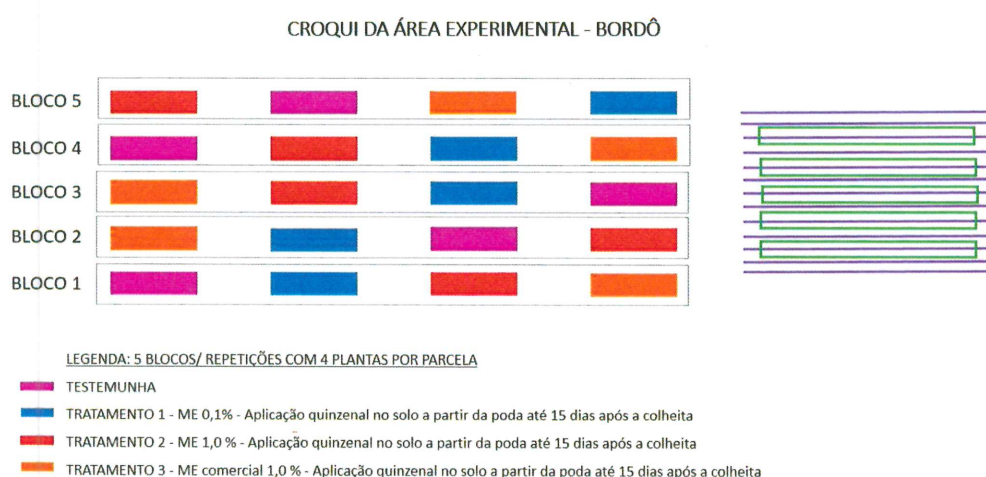 CROQUI DA ÁREA EXPERIMENTAL - BORDÔ
BLOCO 5
BLOCO 4
BLOCO 3
BLOCO 2
BLOCO 1
LEGENDA: 5 BLOCOS/ REPETIÇÕES COM 4 PLANTAS POR PARCELA
TESTEMUNHA
TRATAMENTO 1 - ME 0,1% - Aplicação quinzenal no solo a partir da poda até 15 dias após a colheita
TRATAMENTO 2 - ME 1,0 % - Aplicação quinzenal no solo a partir da poda até 15 dias após a colheita
TRATAMENTO 3 - ME comercial 1,0 % - Aplicação quinzenal no solo a partir da poda até 15 dias após a colheita